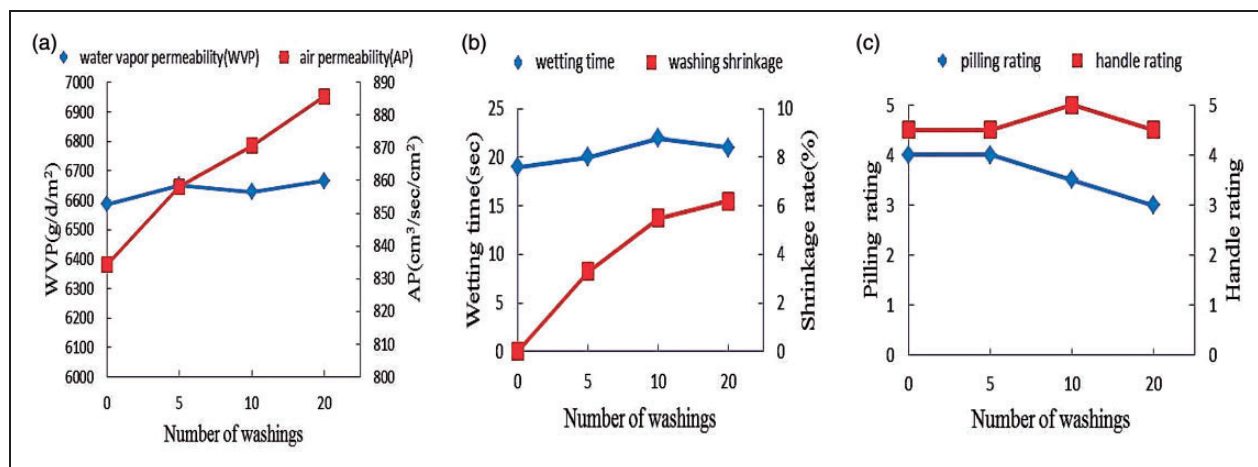 (a)
water vapor permeability(WVP) air permeability(AP)
7000
6900
6800
6700
6600
6500
6400
6300
6200
6100
6000
WVP(g/d/m²)
890
880
870
860
850
840
830
820
810
800
AP(cm³/sec/cm²)
0 5 10 20
Number of washings
(b)
wetting time washing shrinkage
25
20
15
10
5
0
Wetting time(sec)
10
8
6
4
2
0
Shrinkage rate(%)
0 5 10 20
Number of washings
(c)
pilling rating handle rating
5
4
3
2
1
0
Pilling rating
5
4
3
2
1
0
Handle rating
0 5 10 20
Number of washings